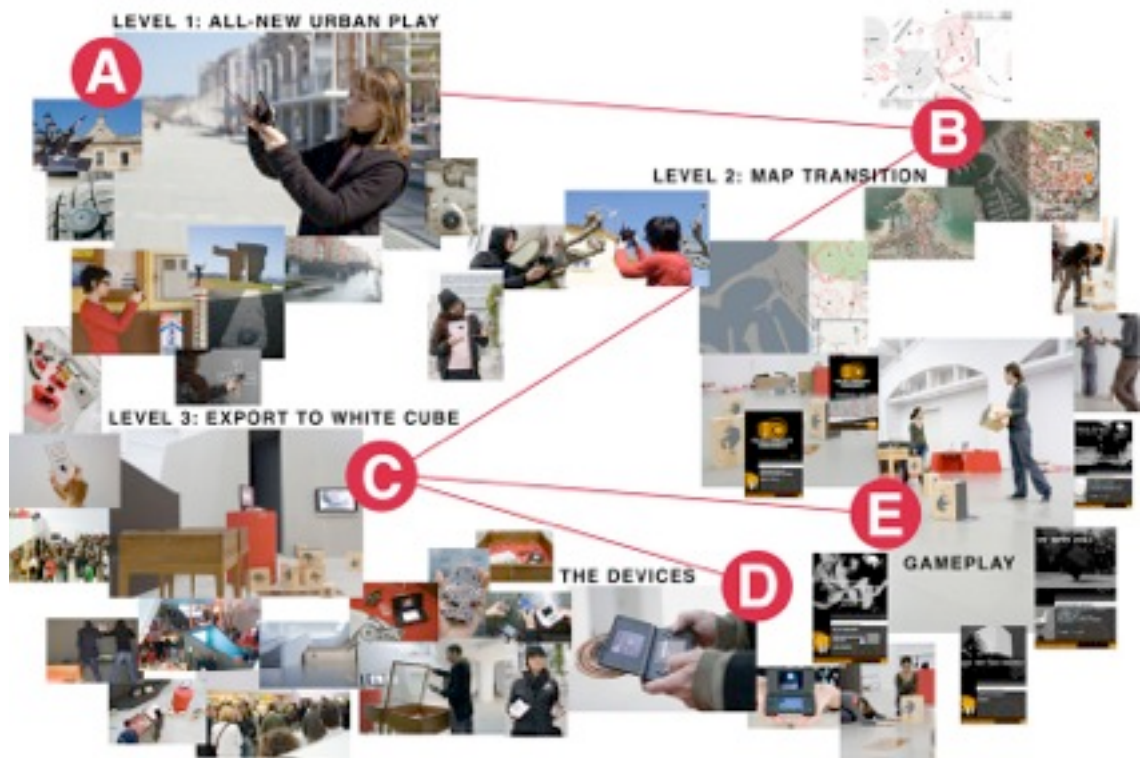 LEVEL 1: ALL-NEW URBAN PLAY
A
B
LEVEL 2: MAP TRANSITION
LEVEL 3: EXPORT TO WHITE CUBE
C
E
THE DEVICES
D
GAMEPLAY